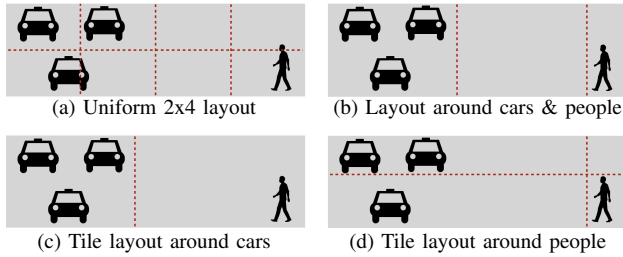 (a) Uniform 2x4 layout
(b) Layout around cars & people
(c) Tile layout around cars
(d) Tile layout around people